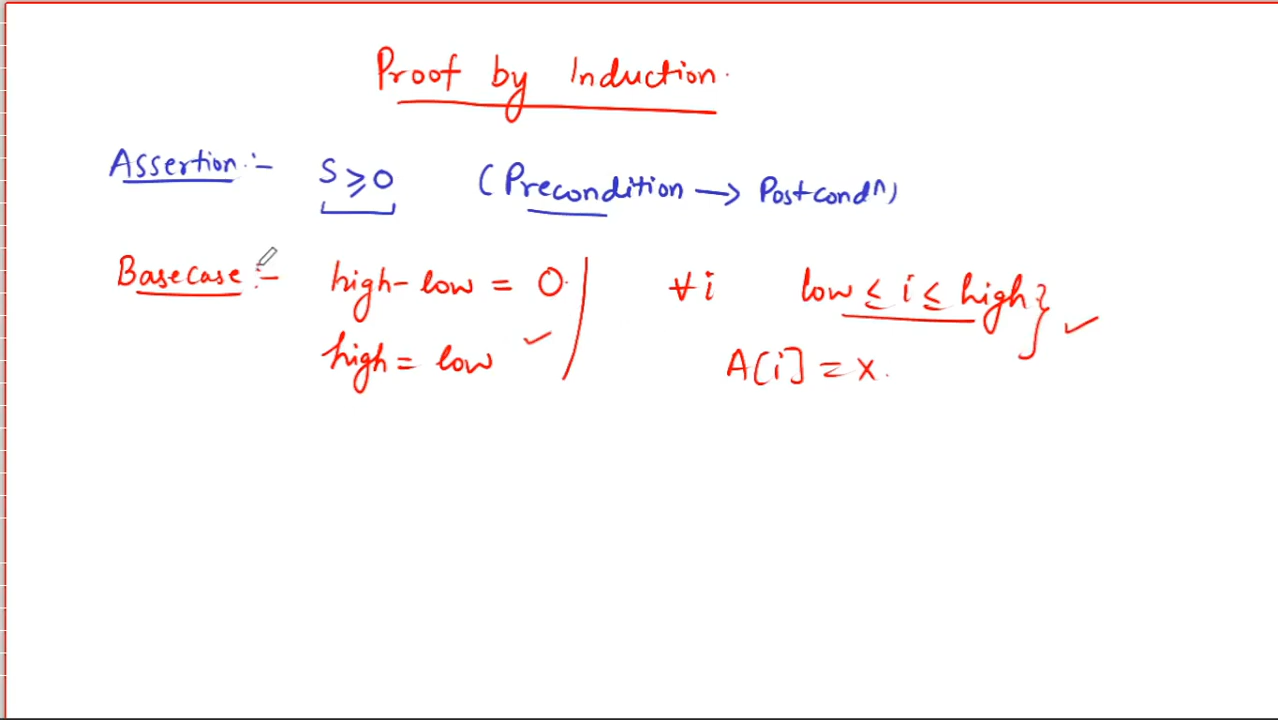 Proof by Induction.
Assertion:- S ≥ 0 (Precondition → Postcondⁿ)
Basecase:- high - low = 0. ∀i low ≤ i ≤ high}
high = low ✓ A[i] = x. ✓